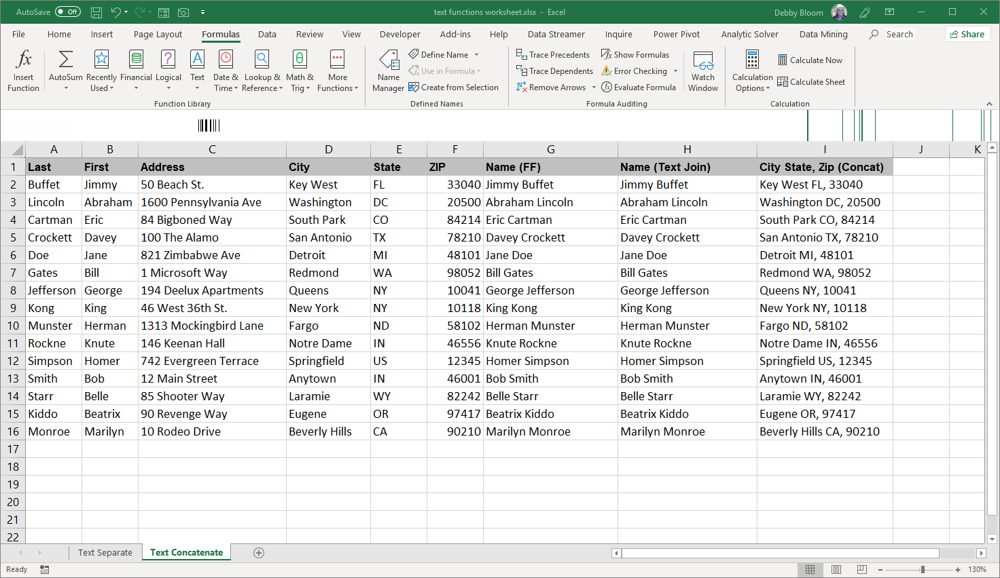 AutoSave Off text functions worksheet.xlsx - Excel Debby Bloom
File Home Insert Page Layout Formulas Data Review View Developer Add-ins Help Data Streamer Inquire Power Pivot Analytic Solver Data Mining Search Share
Insert Function
AutoSum
Recently Used
Financial
Logical
Text
Date & Time
Lookup & Reference
Math & Trig
More Functions
Function Library
Name Manager
Define Name
Use in Formula
Create from Selection
Defined Names
Trace Precedents
Trace Dependents
Remove Arrows
Show Formulas
Error Checking
Evaluate Formula
Watch Window
Formula Auditing
Calculation Options
Calculate Now
Calculate Sheet
Calculation
A B C D E F G H I J K
1 Last First Address City State ZIP Name (FF) Name (Text Join) City State, Zip (Concat)
2 Buffet Jimmy 50 Beach St. Key West FL 33040 Jimmy Buffet Jimmy Buffet Key West FL, 33040
3 Lincoln Abraham 1600 Pennsylvania Ave Washington DC 20500 Abraham Lincoln Abraham Lincoln Washington DC, 20500
4 Cartman Eric 84 Bigboned Way South Park CO 84214 Eric Cartman Eric Cartman South Park CO, 84214
5 Crockett Davey 100 The Alamo San Antonio TX 78210 Davey Crockett Davey Crockett San Antonio TX, 78210
6 Doe Jane 821 Zimbabwe Ave Detroit MI 48101 Jane Doe Jane Doe Detroit MI, 48101
7 Gates Bill 1 Microsoft Way Redmond WA 98052 Bill Gates Bill Gates Redmond WA, 98052
8 Jefferson George 194 Deelux Apartments Queens NY 10041 George Jefferson George Jefferson Queens NY, 10041
9 Kong King 46 West 36th St. New York NY 10118 King Kong King Kong New York NY, 10118
10 Munster Herman 1313 Mockingbird Lane Fargo ND 58102 Herman Munster Herman Munster Fargo ND, 58102
11 Rockne Knute 146 Keenan Hall Notre Dame IN 46556 Knute Rockne Knute Rockne Notre Dame IN, 46556
12 Simpson Homer 742 Evergreen Terrace Springfield US 12345 Homer Simpson Homer Simpson Springfield US, 12345
13 Smith Bob 12 Main Street Anytown IN 46001 Bob Smith Bob Smith Anytown IN, 46001
14 Starr Belle 85 Shooter Way Laramie WY 82242 Belle Starr Belle Starr Laramie WY, 82242
15 Kiddo Beatrix 90 Revenge Way Eugene OR 97417 Beatrix Kiddo Beatrix Kiddo Eugene OR, 97417
16 Monroe Marilyn 10 Rodeo Drive Beverly Hills CA 90210 Marilyn Monroe Marilyn Monroe Beverly Hills CA, 90210
17
18
19
20
21
22
Text Separate Text Concatenate
Ready 130%